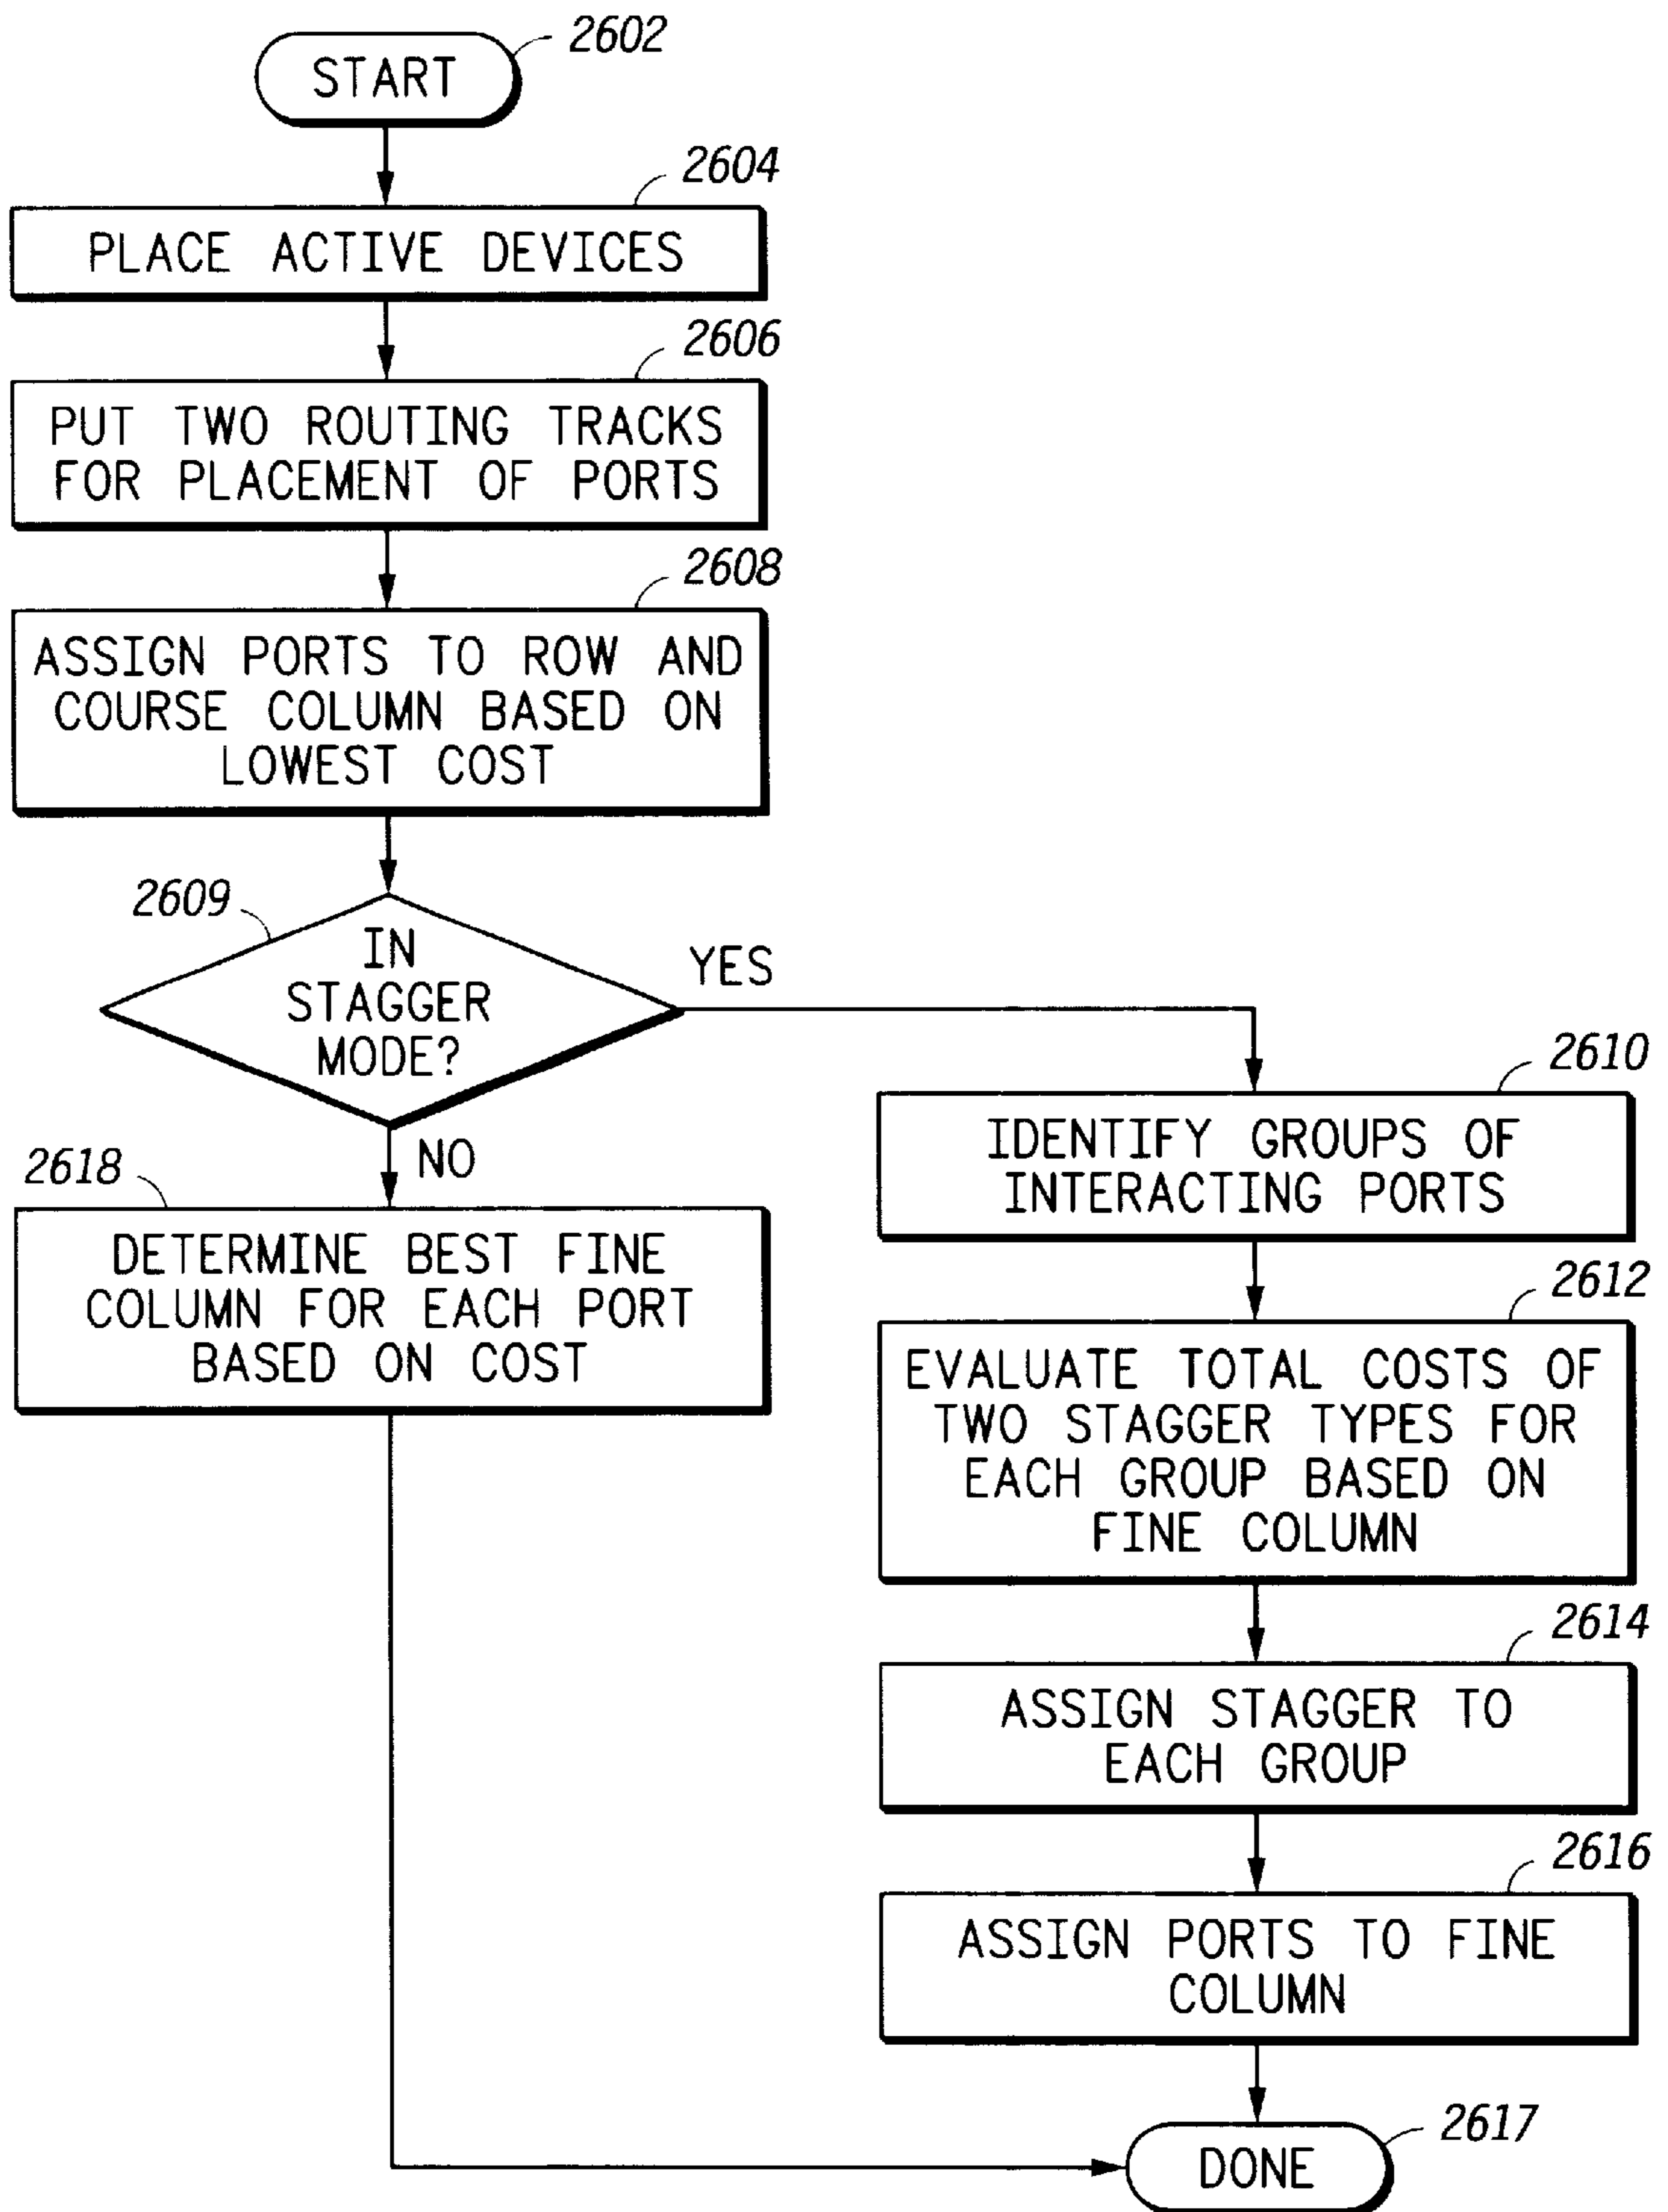 2602
START
2604
PLACE ACTIVE DEVICES
2606
PUT TWO ROUTING TRACKS
FOR PLACEMENT OF PORTS
2608
ASSIGN PORTS TO ROW AND
COURSE COLUMN BASED ON
LOWEST COST
2609
IN
STAGGER
MODE?
YES
NO
2618
DETERMINE BEST FINE
COLUMN FOR EACH PORT
BASED ON COST
2610
IDENTIFY GROUPS OF
INTERACTING PORTS
2612
EVALUATE TOTAL COSTS OF
TWO STAGGER TYPES FOR
EACH GROUP BASED ON
FINE COLUMN
2614
ASSIGN STAGGER TO
EACH GROUP
2616
ASSIGN PORTS TO FINE
COLUMN
2617
DONE